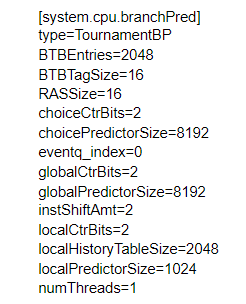 [system.cpu.branchPred]
type=TournamentBP
BTBEntries=2048
BTBTagSize=16
RASSize=16
choiceCtrBits=2
choicePredictorSize=8192
eventq_index=0
globalCtrBits=2
globalPredictorSize=8192
instShiftAmt=2
localCtrBits=2
localHistoryTableSize=2048
localPredictorSize=1024
numThreads=1